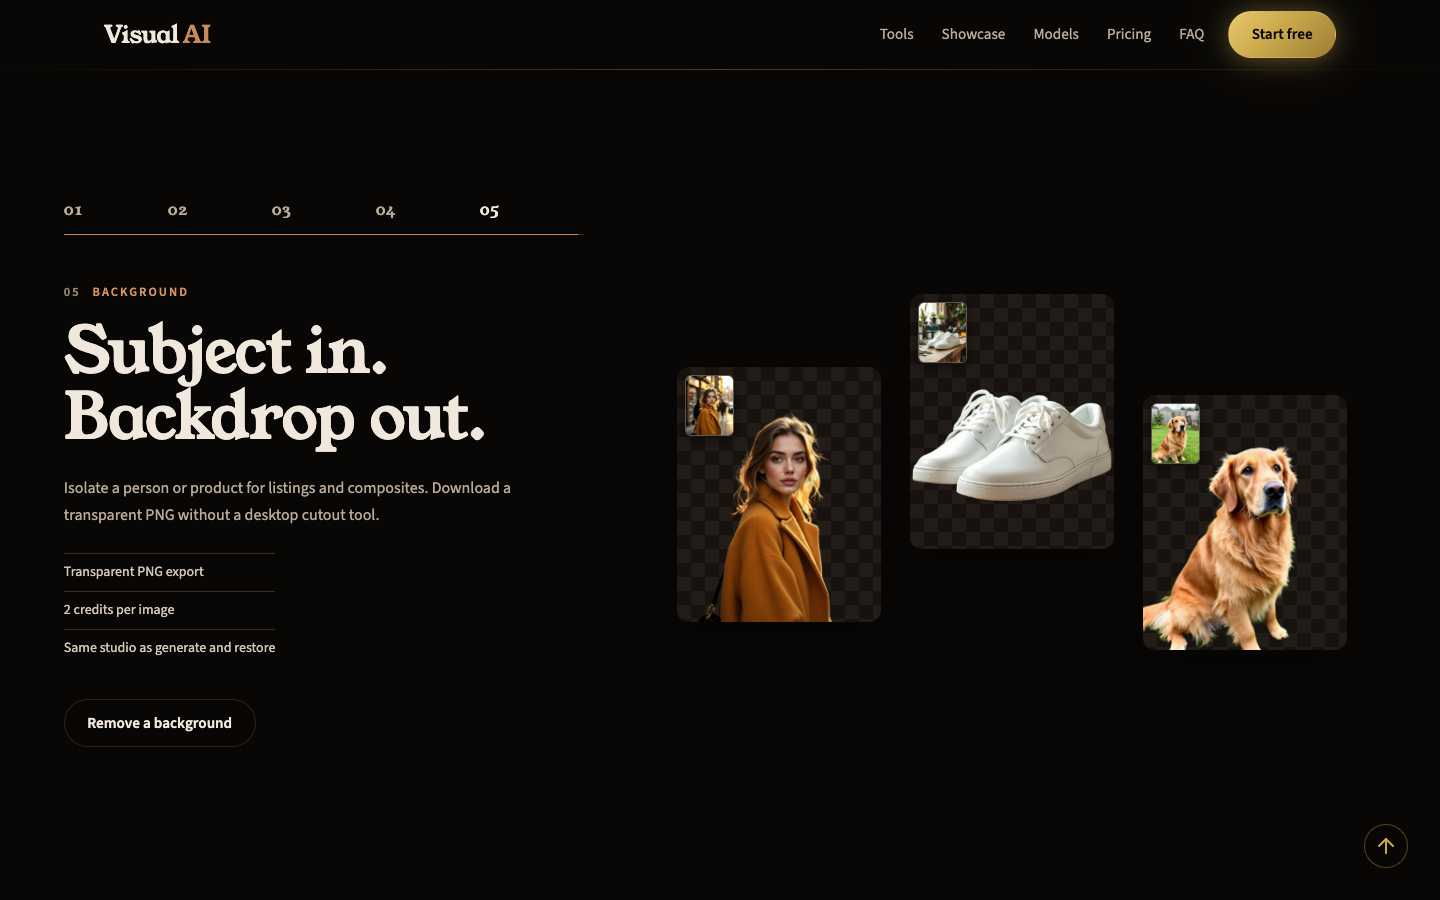 Visual AI
Tools
Showcase
Models
Pricing
FAQ
Start free
01
02
03
04
05
05 BACKGROUND
Subject in.
Backdrop out.
Isolate a person or product for listings and composites. Download a
transparent PNG without a desktop cutout tool.
Transparent PNG export
2 credits per image
Same studio as generate and restore
Remove a background